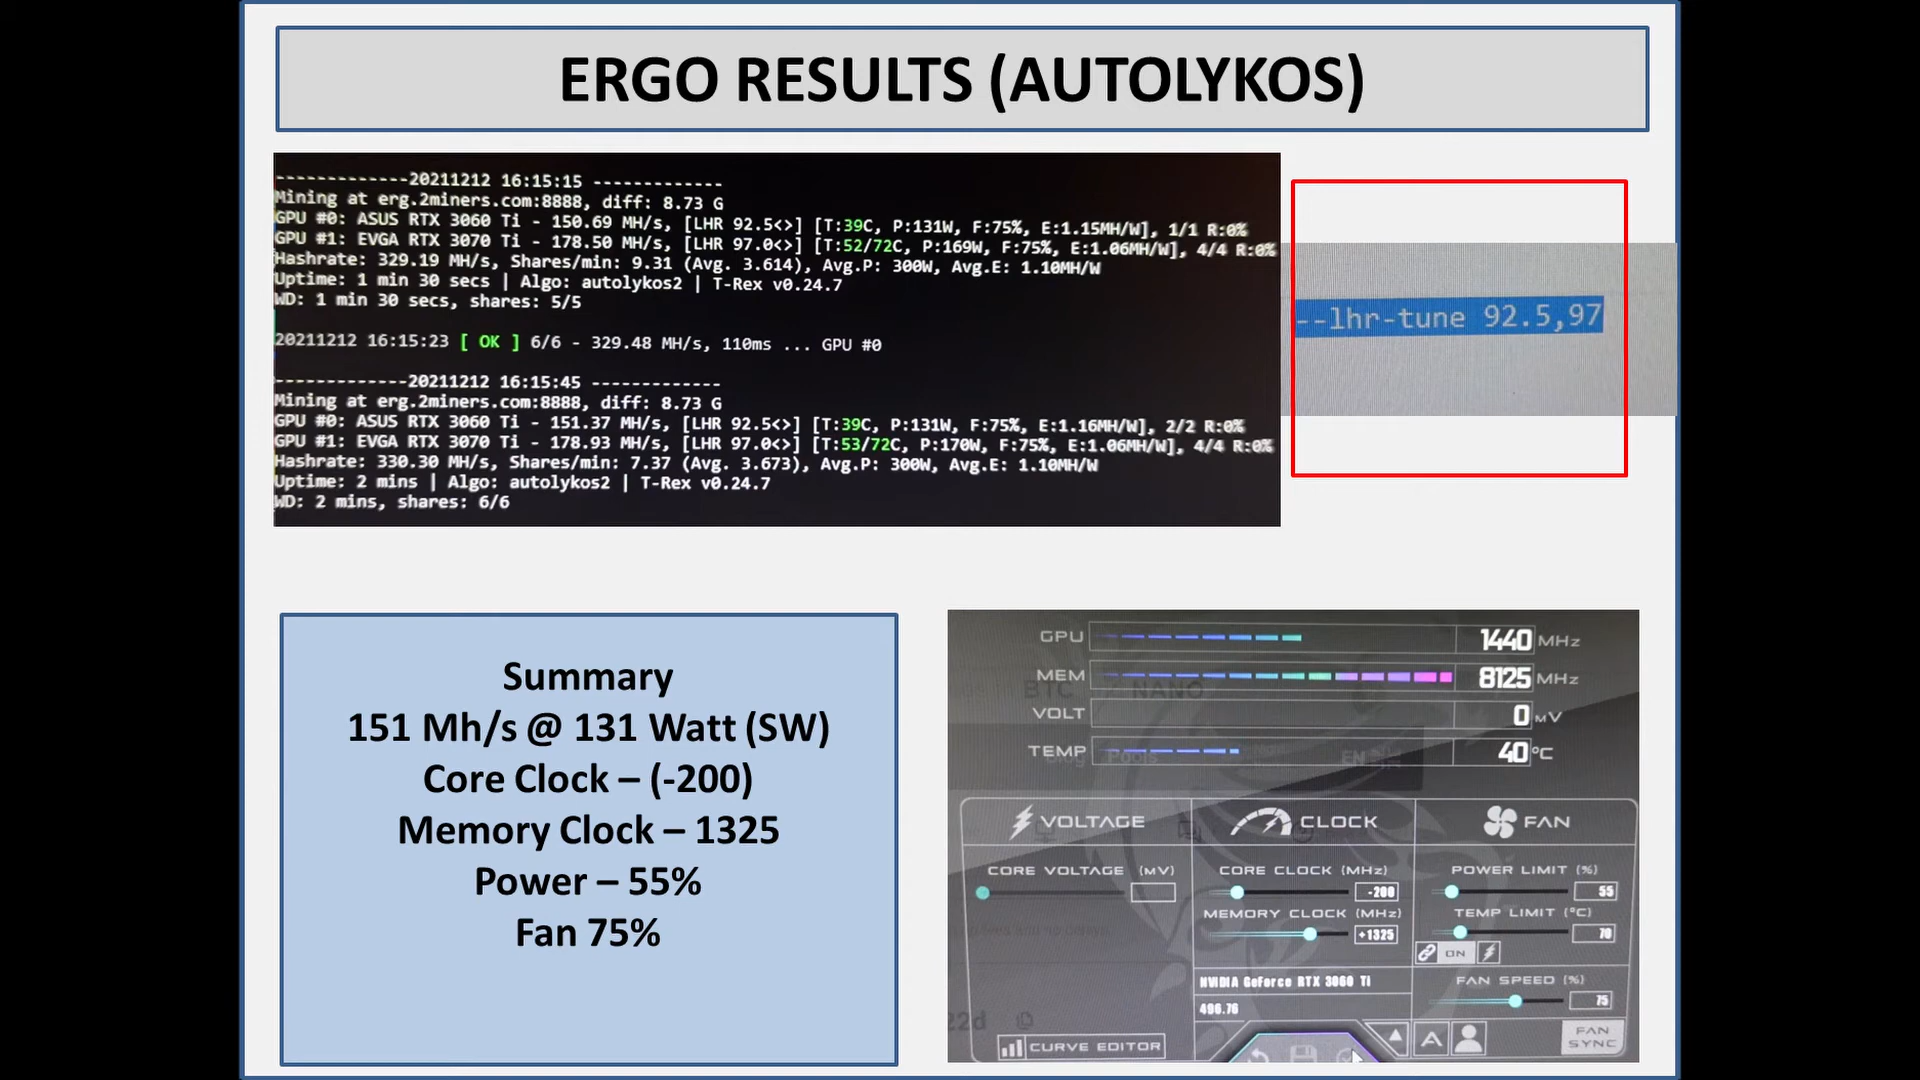 ERGO RESULTS (AUTOLYKOS)
-------------20211212 16:15:15 -------------
Mining at erg.2miners.com:8888, diff: 8.73 G
GPU #0: ASUS RTX 3060 Ti - 150.69 MH/s, [LHR 92.5<>] [T:39C, P:131W, F:75%, E:1.15MH/W], 1/1 R:0%
GPU #1: EVGA RTX 3070 Ti - 178.50 MH/s, [LHR 97.0<>] [T:52/72C, P:169W, F:75%, E:1.06MH/W], 4/4 R:0%
Hashrate: 329.19 MH/s, Shares/min: 9.31 (Avg. 3.614), Avg.P: 300W, Avg.E: 1.10MH/W
Uptime: 1 min 30 secs | Algo: autolykos2 | T-Rex v0.24.7
WD: 1 min 30 secs, shares: 5/5
20211212 16:15:23 [ OK ] 6/6 - 329.48 MH/s, 110ms ... GPU #0
-------------20211212 16:15:45 -------------
Mining at erg.2miners.com:8888, diff: 8.73 G
GPU #0: ASUS RTX 3060 Ti - 151.37 MH/s, [LHR 92.5<>] [T:39C, P:131W, F:75%, E:1.16MH/W], 2/2 R:0%
GPU #1: EVGA RTX 3070 Ti - 178.93 MH/s, [LHR 97.0<>] [T:53/72C, P:170W, F:75%, E:1.06MH/W], 4/4 R:0%
Hashrate: 330.30 MH/s, Shares/min: 7.37 (Avg. 3.673), Avg.P: 300W, Avg.E: 1.10MH/W
Uptime: 2 mins | Algo: autolykos2 | T-Rex v0.24.7
WD: 2 mins, shares: 6/6
--lhr-tune 92.5,97
Summary
151 Mh/s @ 131 Watt (SW)
Core Clock – (-200)
Memory Clock – 1325
Power – 55%
Fan 75%
GPU 1440 MHz
MEM 8125 MHz
BTC NANO
VOLT 0 MV
TEMP 40 °C
Blog Pools EN
VOLTAGE CLOCK FAN
CORE VOLTAGE (MV) CORE CLOCK (MHZ) -200 POWER LIMIT (%) 55
MEMORY CLOCK (MHZ) +1325 TEMP LIMIT (°C) 70
ON
NVIDIA GeForce RTX 3060 Ti FAN SPEED (%) 75
496.76
22d
CURVE EDITOR A FAN SYNC